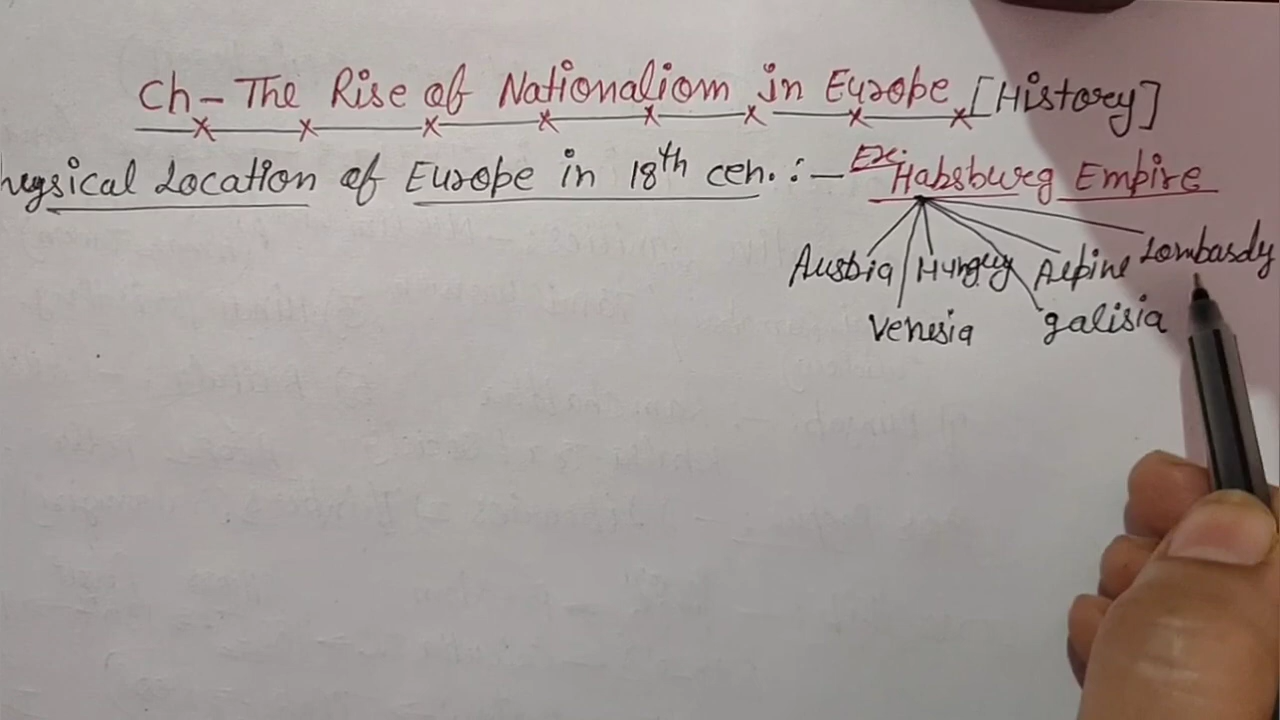 Ch - The Rise of Nationalism in Europe [History]
hysical Location of Europe in 18th cen. :- Ex: Habsburg Empire
Austria Hungry Alpine Lombardy
Venesia galisia